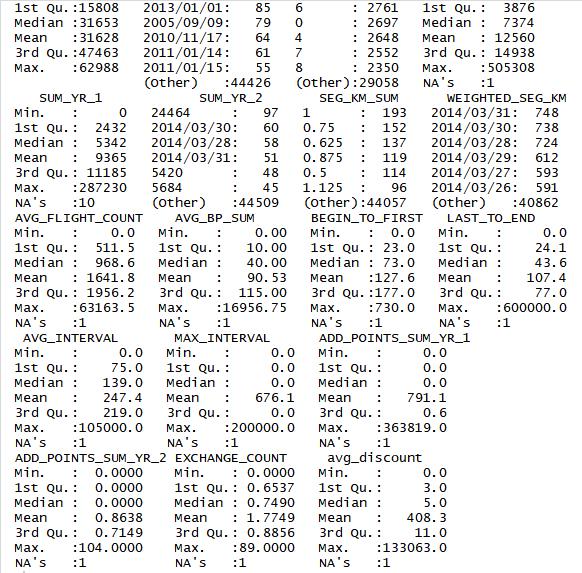 1st Qu.:15808   2013/01/01:   85   6      : 2761   1st Qu.:  3876
Median :31653   2005/09/09:   79   0      : 2697   Median :  7374
Mean   :31628   2010/11/17:   64   4      : 2648   Mean   : 12560
3rd Qu.:47463   2011/01/14:   61   7      : 2552   3rd Qu.: 14938
Max.   :62988   2011/01/15:   55   8      : 2350   Max.   :505308
(Other)   :44426   (Other):29058   NA's   :1
SUM_YR_1   SUM_YR_2   SEG_KM_SUM   WEIGHTED_SEG_KM
Min.   :     0   24464     :   97   1      :  193   2014/03/31:  748
1st Qu.:  2432   2014/03/30:   60   0.75   :  152   2014/03/30:  738
Median :  5342   2014/03/28:   58   0.625  :  137   2014/03/28:  724
Mean   :  9365   2014/03/31:   51   0.875  :  119   2014/03/29:  612
3rd Qu.: 11185   5420      :   48   0.5    :  114   2014/03/27:  593
Max.   :287230   5684      :   45   1.125  :   96   2014/03/26:  591
NA's   :10   (Other)   :44509   (Other):44057   (Other)   :40862
AVG_FLIGHT_COUNT   AVG_BP_SUM   BEGIN_TO_FIRST   LAST_TO_END
Min.   :    0.0   Min.   :    0.00   Min.   :  0.0   Min.   :     0.0
1st Qu.:  511.5   1st Qu.:   10.00   1st Qu.: 23.0   1st Qu.:    24.1
Median :  968.6   Median :   40.00   Median : 73.0   Median :    43.6
Mean   : 1641.8   Mean   :   90.53   Mean   :127.6   Mean   :   107.4
3rd Qu.: 1956.2   3rd Qu.:  115.00   3rd Qu.:177.0   3rd Qu.:    77.0
Max.   :63163.5   Max.   :16956.75   Max.   :730.0   Max.   :600000.0
NA's   :1   NA's   :1   NA's   :1   NA's   :1
AVG_INTERVAL   MAX_INTERVAL   ADD_POINTS_SUM_YR_1
Min.   :     0.0   Min.   :     0.0   Min.   :     0.0
1st Qu.:    75.0   1st Qu.:     0.0   1st Qu.:     0.0
Median :   139.0   Median :     0.0   Median :     0.0
Mean   :   247.4   Mean   :   676.1   Mean   :   791.1
3rd Qu.:   219.0   3rd Qu.:     0.0   3rd Qu.:     0.6
Max.   :105000.0   Max.   :200000.0   Max.   :363819.0
NA's   :1   NA's   :1   NA's   :1
ADD_POINTS_SUM_YR_2   EXCHANGE_COUNT   avg_discount
Min.   :  0.0000   Min.   : 0.0000   Min.   :     0.0
1st Qu.:  0.0000   1st Qu.: 0.6537   1st Qu.:     3.0
Median :  0.0000   Median : 0.7490   Median :     5.0
Mean   :  0.8638   Mean   : 1.7749   Mean   :   408.3
3rd Qu.:  0.7149   3rd Qu.: 0.8856   3rd Qu.:    11.0
Max.   :104.0000   Max.   :89.0000   Max.   :133063.0
NA's   :1   NA's   :1   NA's   :1